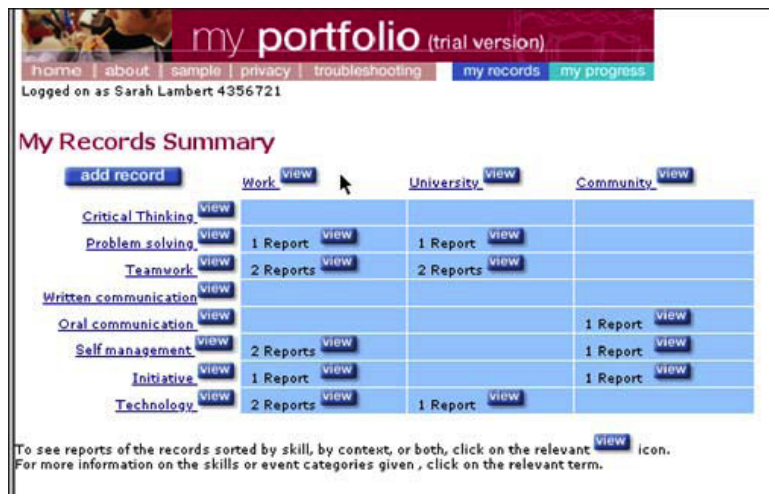 my portfolio (trial version)
home | about | sample | privacy | troubleshooting my records my progress
Logged on as Sarah Lambert 4356721
My Records Summary
add record Work view University view Community view
Critical Thinking view
Problem solving view 1 Report view 1 Report view
Teamwork view 2 Reports view 2 Reports view
Written communication view
Oral communication view 1 Report view
Self management view 2 Reports view 1 Report view
Initiative view 1 Report view 1 Report view
Technology view 2 Reports view 1 Report view
To see reports of the records sorted by skill, by context, or both, click on the relevant view icon.
For more information on the skills or event categories given , click on the relevant term.